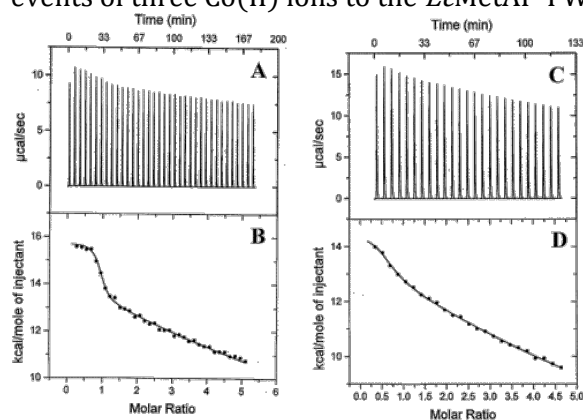 events of three Co(II) ions to the
Time (min)
0 33 67 100 133 167 200
A
10
5
0
µcal/sec
B
16
14
12
10
kcal/mole of injectant
0 1 2 3 4 5 6
Molar Ratio
Time (min)
0 33 67 100 133
C
15
10
5
0
µcal/sec
D
14
12
10
kcal/mole of injectant
0.0 0.5 1.0 1.5 2.0 2.5 3.0 3.5 4.0 4.5 5.0
Molar Ratio